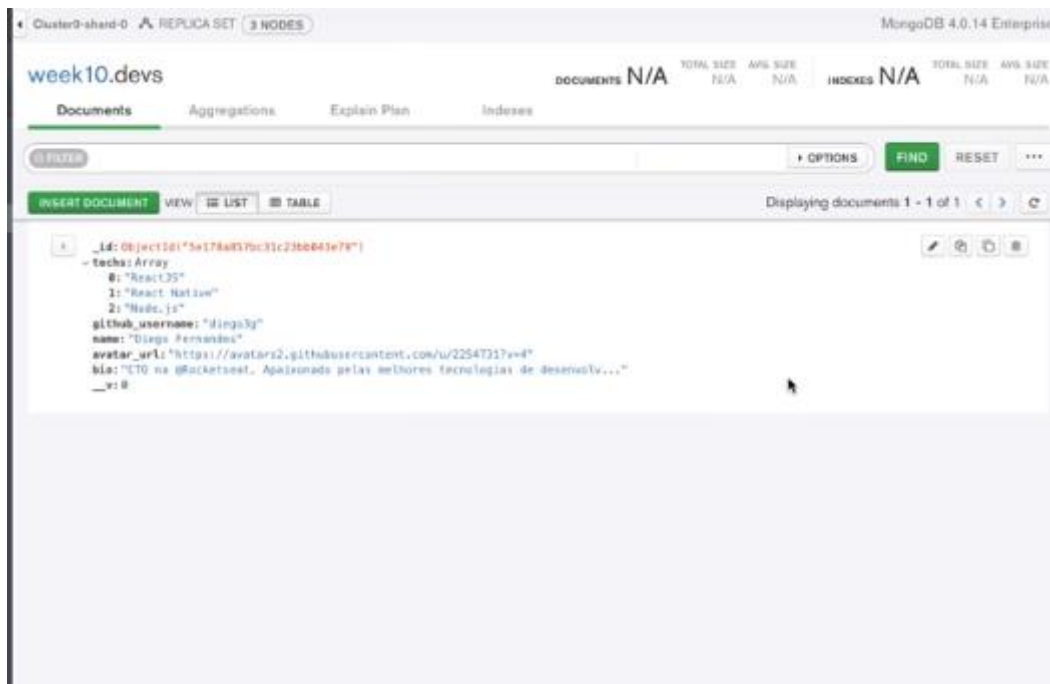 Cluster0-shard-0 REPLICA SET 3 NODES MongoDB 4.0.14 Enterprise
week10.devs DOCUMENTS N/A TOTAL SIZE N/A AVG. SIZE N/A INDEXES N/A TOTAL SIZE N/A AVG. SIZE N/A
Documents Aggregations Explain Plan Indexes
FILTER OPTIONS FIND RESET ...
INSERT DOCUMENT VIEW LIST TABLE Displaying documents 1 - 1 of 1
_id: ObjectId(
techs: Array
0: "ReactJS"
1: "React Native"
2: "Node.js"
github_username: "diego3g"
name: "Diego Fernandes"
avatar_url: "https://avatars2.githubusercontent.com/u/2254731?v=4"
bio: "CTO na @Rocketseat. Apaixonado pelas melhores tecnologias de desenvolv..."
__v: 0